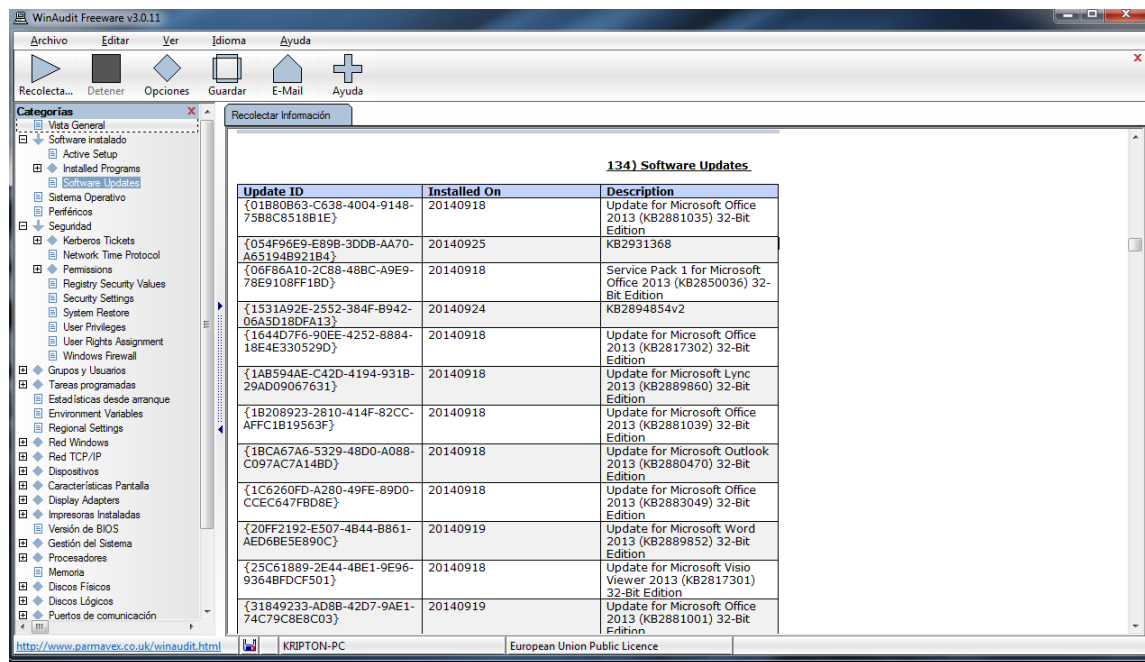 WinAudit Freeware v3.0.11
Archivo Editar Ver Idioma Ayuda
Recolecta... Detener Opciones Guardar E-Mail Ayuda
Categorías
Vista General
Software instalado
Active Setup
Installed Programs
Software Updates
Sistema Operativo
Periféricos
Seguridad
Kerberos Tickets
Network Time Protocol
Permissions
Registry Security Values
Security Settings
System Restore
User Privileges
User Rights Assignment
Windows Firewall
Grupos y Usuarios
Tareas programadas
Estadísticas desde arranque
Environment Variables
Regional Settings
Red Windows
Red TCP/IP
Dispositivos
Características Pantalla
Display Adapters
Impresoras Instaladas
Versión de BIOS
Gestión del Sistema
Procesadores
Memoria
Discos Físicos
Discos Lógicos
Puertos de comunicación
Recolectar Información
134) Software Updates
Update ID Installed On Description
{01B80B63-C638-4004-9148- 20140918 Update for Microsoft Office
75B8C8518B1E} 2013 (KB2881035) 32-Bit
Edition
{054F96E9-E89B-3DDB-AA70- 20140925 KB2931368
A65194B921B4}
{06F86A10-2C88-48BC-A9E9- 20140918 Service Pack 1 for Microsoft
78E9108FF1BD} Office 2013 (KB2850036) 32-
Bit Edition
{1531A92E-2552-384F-B942- 20140924 KB2894854v2
06A5D18DFA13}
{1644D7F6-90EE-4252-8884- 20140918 Update for Microsoft Office
18E4E330529D} 2013 (KB2817302) 32-Bit
Edition
{1AB594AE-C42D-4194-931B- 20140918 Update for Microsoft Lync
29AD09067631} 2013 (KB2889860) 32-Bit
Edition
{1B208923-2810-414F-82CC- 20140918 Update for Microsoft Office
AFFC1B19563F} 2013 (KB2881039) 32-Bit
Edition
{1BCA67A6-5329-48D0-A088- 20140918 Update for Microsoft Outlook
C097AC7A14BD} 2013 (KB2880470) 32-Bit
Edition
{1C6260FD-A280-49FE-89D0- 20140918 Update for Microsoft Office
CCEC647FBD8E} 2013 (KB2883049) 32-Bit
Edition
{20FF2192-E507-4B44-B861- 20140919 Update for Microsoft Word
AED6BE5E890C} 2013 (KB2889852) 32-Bit
Edition
{25C61889-2E44-4BE1-9E96- 20140918 Update for Microsoft Visio
9364BFDCF501} Viewer 2013 (KB2817301)
32-Bit Edition
{31849233-AD8B-42D7-9AE1- 20140919 Update for Microsoft Office
74C79C8E8C03} 2013 (KB2881001) 32-Bit
Edition
http://www.parmavex.co.uk/winaudit.html KRIPTON-PC European Union Public Licence